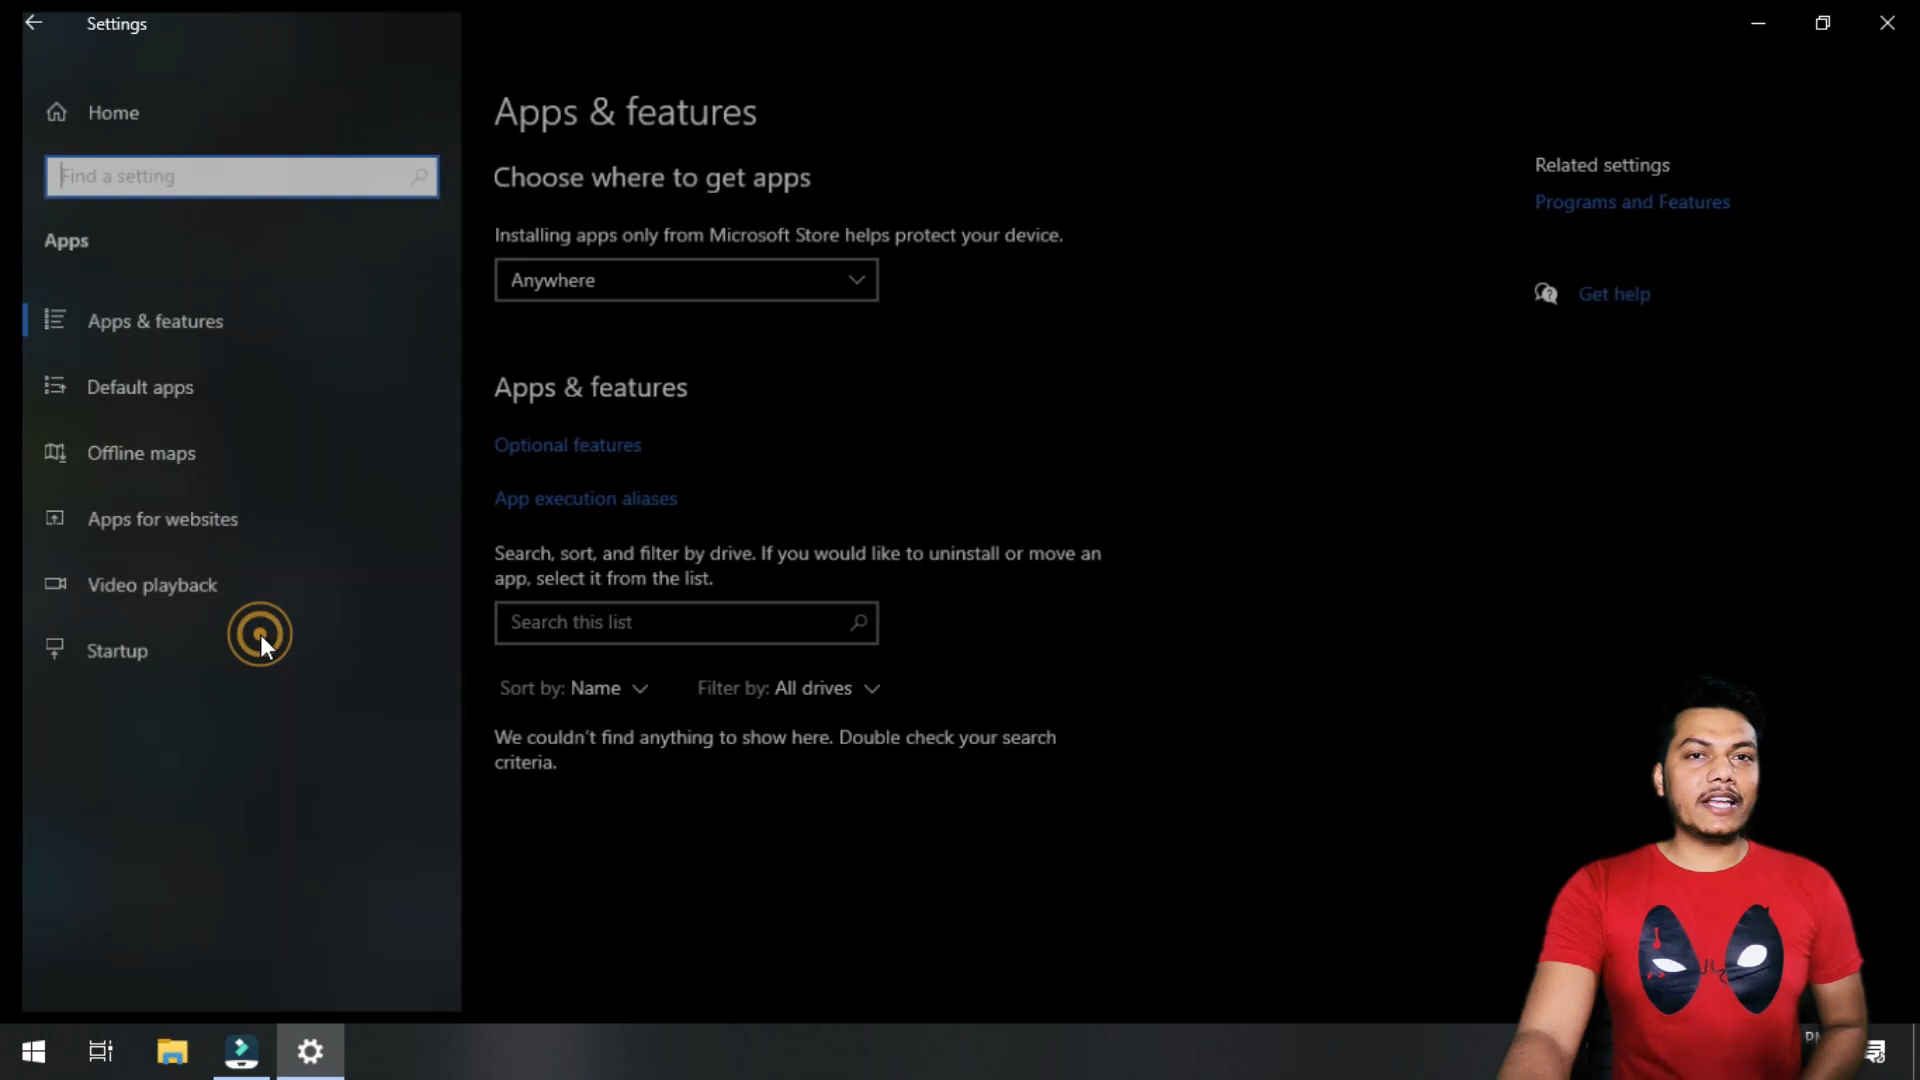 Settings
Home
Find a setting
Apps
Apps & features
Default apps
Offline maps
Apps for websites
Video playback
Startup
Apps & features
Choose where to get apps
Installing apps only from Microsoft Store helps protect your device.
Anywhere
Apps & features
Optional features
App execution aliases
Search, sort, and filter by drive. If you would like to uninstall or move an
app, select it from the list.
Search this list
Sort by: Name
Filter by: All drives
We couldn't find anything to show here. Double check your search
criteria.
Related settings
Programs and Features
Get help